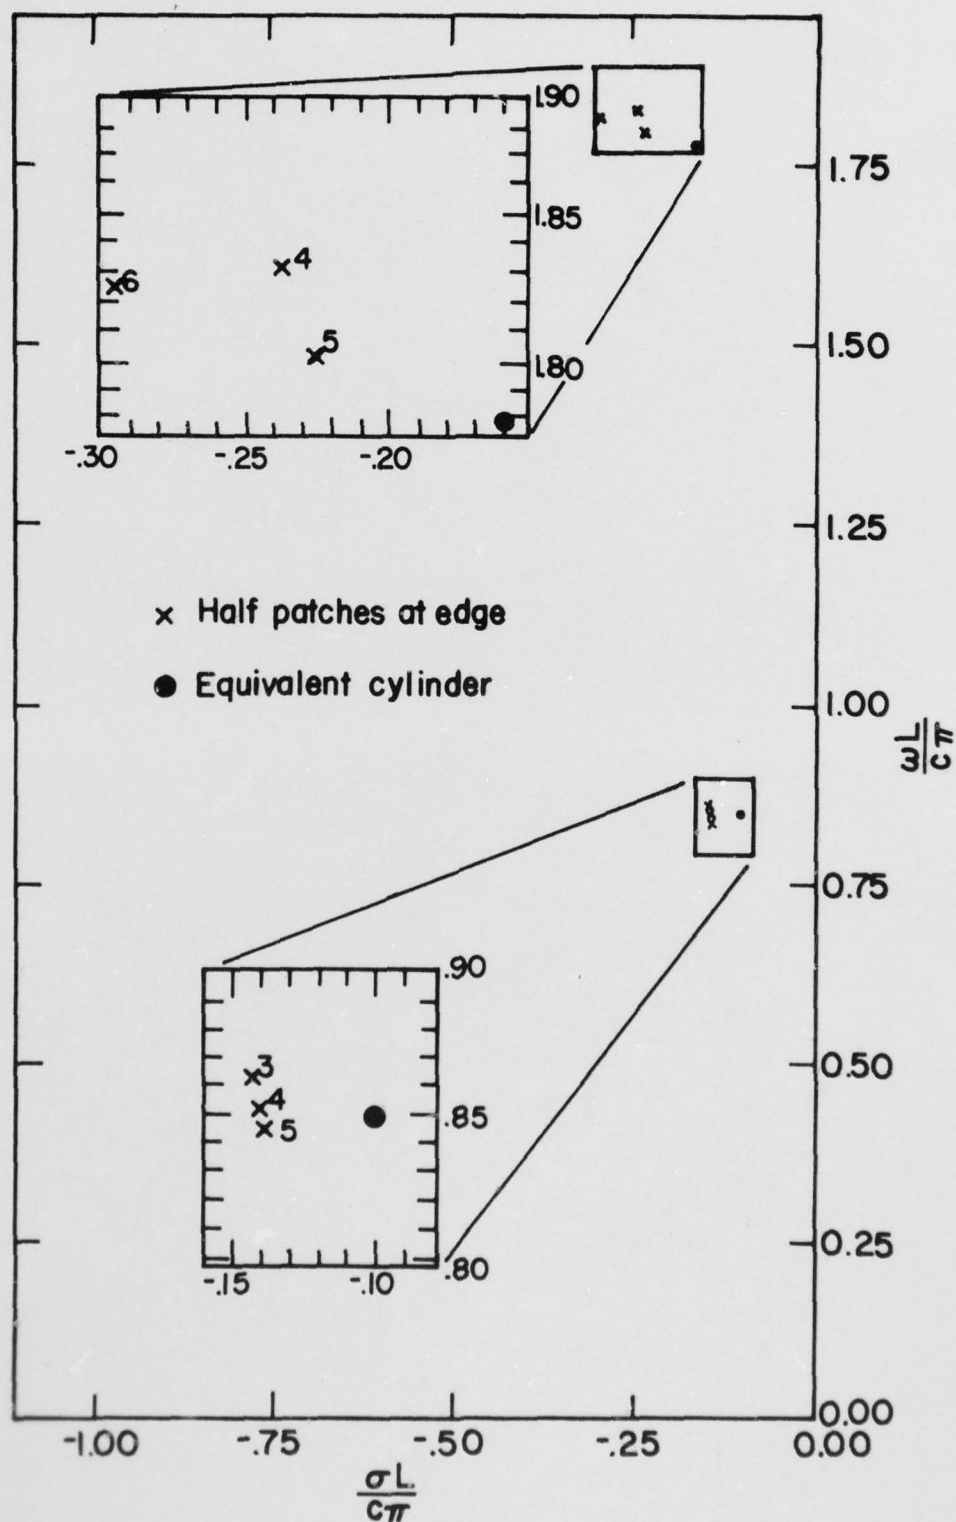 1.90
1.85
1.80
-.30 -.25 -.20
4
6
5
1.75
1.50
1.25
1.00
0.75
0.50
0.25
0.00
× Half patches at edge
● Equivalent cylinder
ωL
cπ
.90
.85
.80
3
4
5
-.15 -.10
-1.00 -.75 -.50 -.25 0.00
σL
cπ